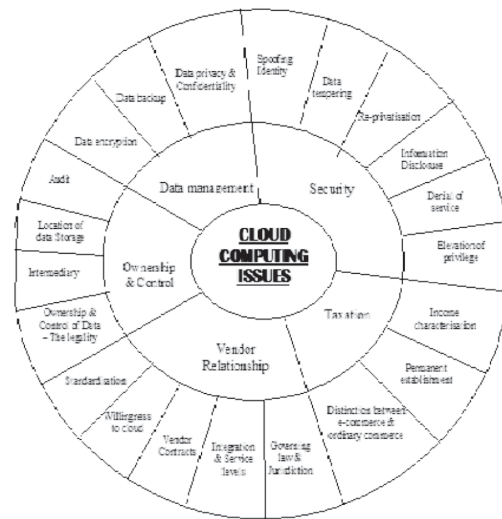 CLOUD
COMPUTING
ISSUES
Data management
Security
Taxation
Vendor
Relationship
Ownership
& Control
Data privacy &
Confidentiality
Spoofing
Identity
Data
tempering
Re-privatisation
Information
Disclosure
Denial of
service
Elevation of
privilege
Income
characterisation
Permanent
establishment
Distinction between
e-commerce &
ordinary commerce
Governing
law &
Jurisdiction
Integration
& Service
levels
Vendor
Contracts
Willingness
to cloud
Standardisation
Ownership &
Control of Data
– The legality
Intermediary
Location of
data Storage
Audit
Data encryption
Data backup